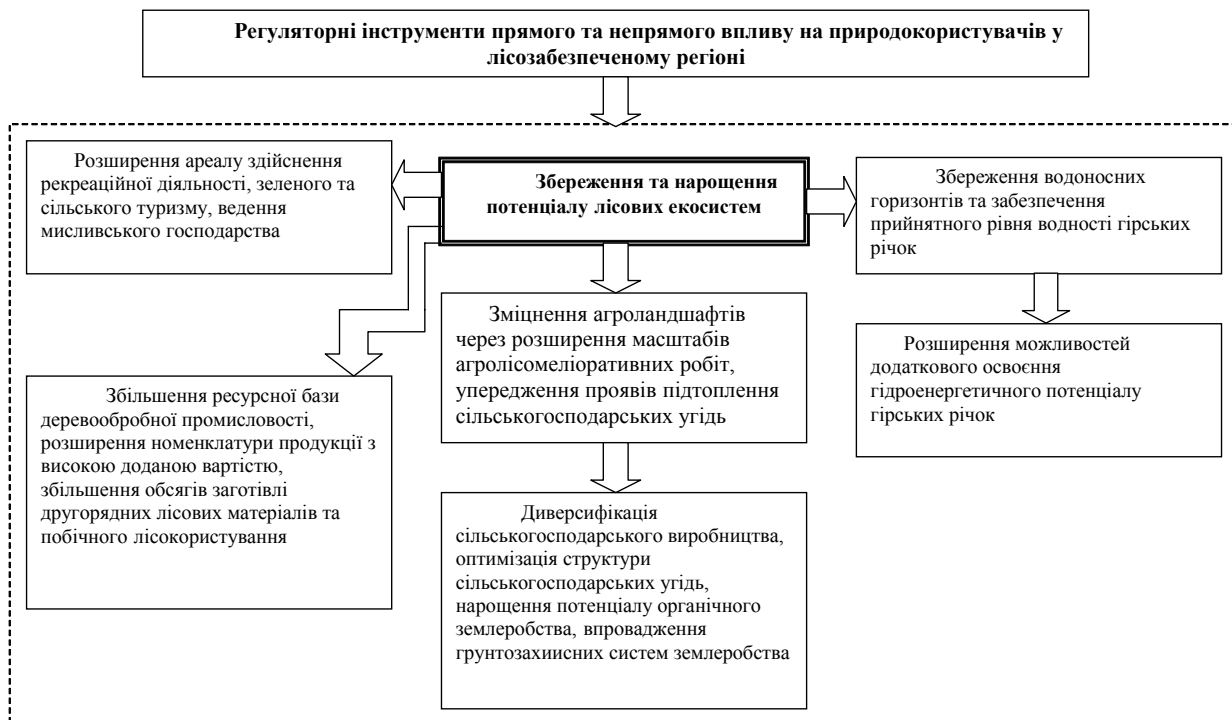 Регуляторні інструменти прямого та непрямого впливу на природокористувачів у
лісозабезпеченому регіоні
Розширення ареалу здійснення
рекреаційної діяльності, зеленого та
сільського туризму, ведення
мисливського господарства
Збереження та нарощення
потенціалу лісових екосистем
Збереження водоносних
горизонтів та забезпечення
прийнятного рівня водності гірських
річок
Зміцнення агроландшафтів
через розширення масштабів
агролісомеліоративних робіт,
упередження проявів підтоплення
сільськогосподарських угідь
Розширення можливостей
додаткового освоєння
гідроенергетичного потенціалу
гірських річок
Збільшення ресурсної бази
деревообробної промисловості,
розширення номенклатури продукції з
високою доданою вартістю,
збільшення обсягів заготівлі
другорядних лісових матеріалів та
побічного лісокористування
Диверсифікація
сільськогосподарського виробництва,
оптимізація структури
сільськогосподарських угідь,
нарощення потенціалу органічного
землеробства, впровадження
грунтозахиисних систем землеробства